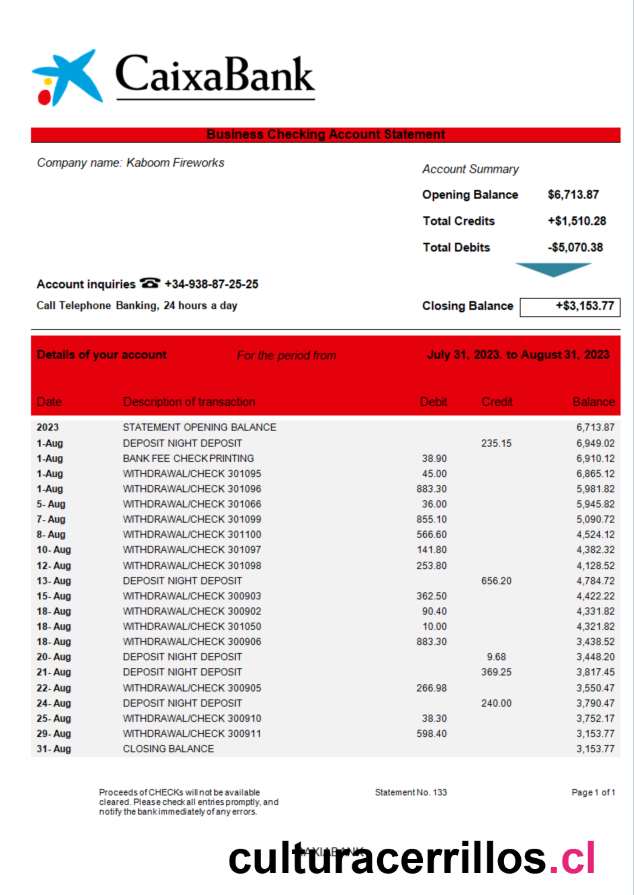 CaixaBank
Business Checking Account Statement
Company name: Kaboom Fireworks
Account Summary
Opening Balance $6,713.87
Total Credits +$1,510.28
Total Debits -$5,070.38
Account inquiries ☎ +34-938-87-25-25
Call Telephone Banking, 24 hours a day
Closing Balance +$3,153.77
Details of your account For the period from July 31, 2023. to August 31, 2023
Date Description of transaction Debit Credit Balance
2023 STATEMENT OPENING BALANCE 6,713.87
1-Aug DEPOSIT NIGHT DEPOSIT 235.15 6,949.02
1-Aug BANK FEE CHECK PRINTING 38.90 6,910.12
1-Aug WITHDRAWAL/CHECK 301095 45.00 6,865.12
1-Aug WITHDRAWAL/CHECK 301096 883.30 5,981.82
5- Aug WITHDRAWAL/CHECK 301066 36.00 5,945.82
7- Aug WITHDRAWAL/CHECK 301099 855.10 5,090.72
8- Aug WITHDRAWAL/CHECK 301100 566.60 4,524.12
10- Aug WITHDRAWAL/CHECK 301097 141.80 4,382.32
12- Aug WITHDRAWAL/CHECK 301098 253.80 4,128.52
13- Aug DEPOSIT NIGHT DEPOSIT 656.20 4,784.72
15- Aug WITHDRAWAL/CHECK 300903 362.50 4,422.22
18- Aug WITHDRAWAL/CHECK 300902 90.40 4,331.82
18- Aug WITHDRAWAL/CHECK 301050 10.00 4,321.82
18- Aug WITHDRAWAL/CHECK 300906 883.30 3,438.52
20- Aug DEPOSIT NIGHT DEPOSIT 9.68 3,448.20
21- Aug DEPOSIT NIGHT DEPOSIT 369.25 3,817.45
22- Aug WITHDRAWAL/CHECK 300905 266.98 3,550.47
24- Aug DEPOSIT NIGHT DEPOSIT 240.00 3,790.47
25- Aug WITHDRAWAL/CHECK 300910 38.30 3,752.17
29- Aug WITHDRAWAL/CHECK 300911 598.40 3,153.77
31- Aug CLOSING BALANCE 3,153.77
Proceeds of CHECKs will not be available
cleared. Please check all entries promptly, and
notify the bank immediately of any errors.
Statement No. 133
Page 1 of 1
culturacerrillos.cl